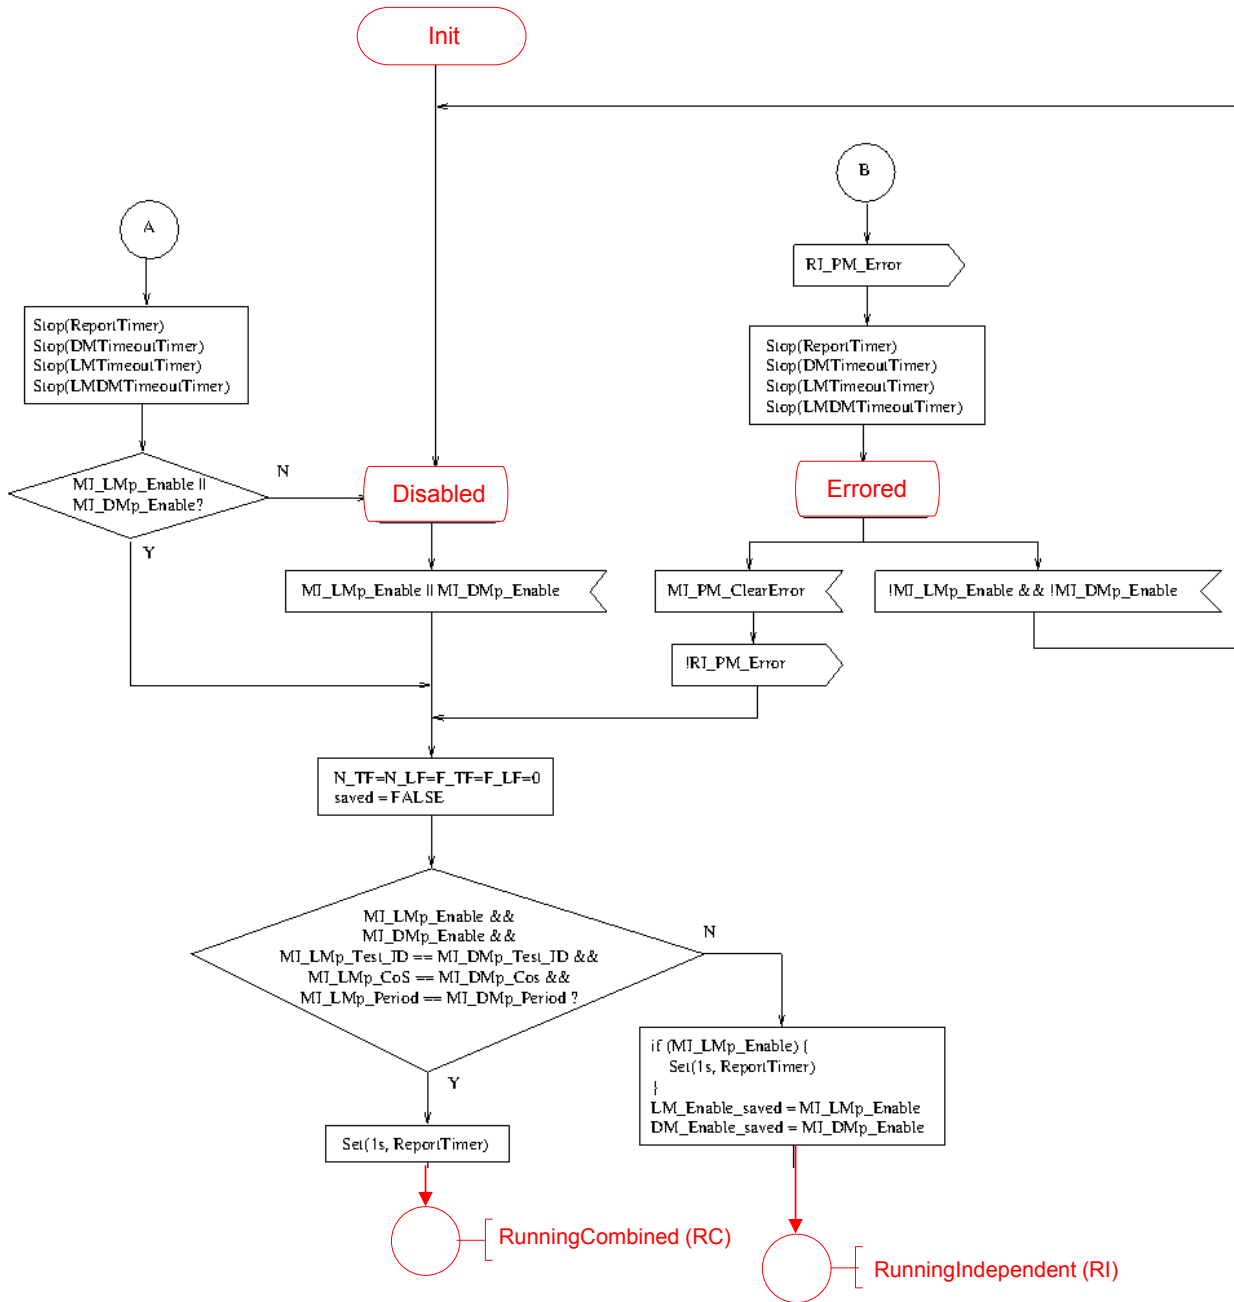 Init
B
A
RI_PM_Error
Stop(ReportTimer)
Stop(DMTimeoutTimer)
Stop(LMTimeoutTimer)
Stop(LMDMTimeoutTimer)
Stop(ReportTimer)
Stop(DMTimeoutTimer)
Stop(LMTimeoutTimer)
Stop(LMDMTimeoutTimer)
MI_LMp_Enable ||
MI_DMp_Enable?
N
Y
Disabled
Errored
MI_LMp_Enable || MI_DMp_Enable
MI_PM_ClearError
!MI_LMp_Enable && !MI_DMp_Enable
!RI_PM_Error
N_TF=N_LF=F_TF=F_LF=0
saved = FALSE
MI_LMp_Enable &&
MI_DMp_Enable &&
MI_LMp_Test_ID == MI_DMp_Test_ID &&
MI_LMp_CoS == MI_DMp_Cos &&
MI_LMp_Period == MI_DMp_Period ?
N
Y
if (MI_LMp_Enable) {
Set(1s, ReportTimer)
}
LM_Enable_saved = MI_LMp_Enable
DM_Enable_saved = MI_DMp_Enable
Set(1s, ReportTimer)
RunningCombined (RC)
RunningIndependent (RI)